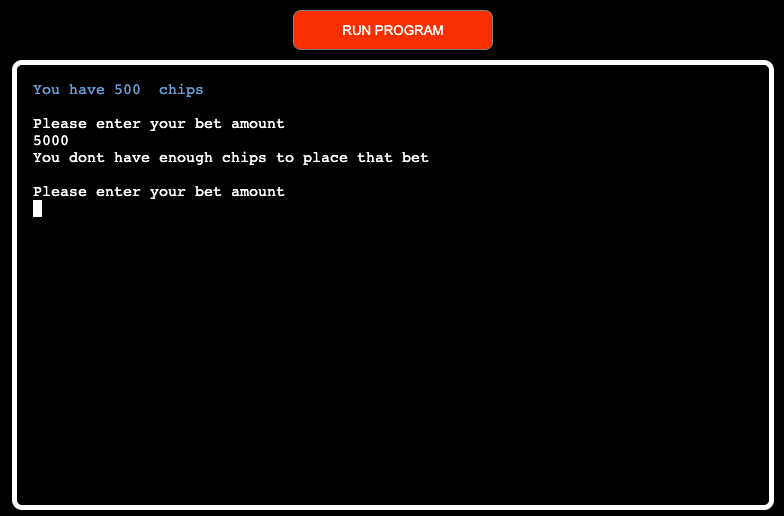 RUN PROGRAM
You have 500  chips
Please enter your bet amount
5000
You dont have enough chips to place that bet
Please enter your bet amount